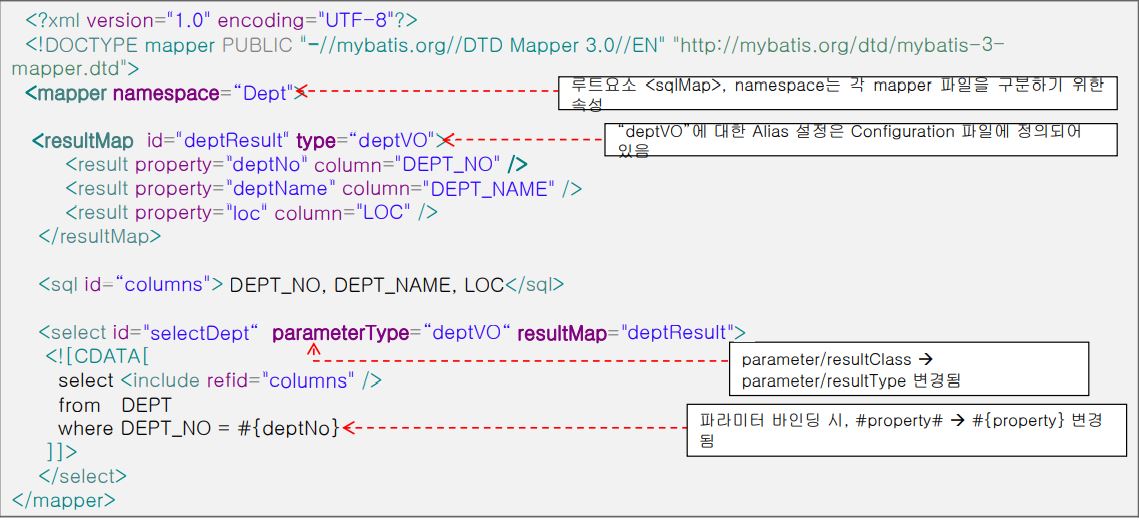 <?xml version="1.0" encoding="UTF-8"?>
<!DOCTYPE mapper PUBLIC "-//mybatis.org//DTD Mapper 3.0//EN" "http://mybatis.org/dtd/mybatis-3-
mapper.dtd">
<mapper namespace=“Dept">
루트요소 <sqlMap>, namespace는 각 mapper 파일을 구분하기 위한
속성
<resultMap id="deptResult" type=“deptVO">
“deptVO”에 대한 Alias 설정은 Configuration 파일에 정의되어
있음
<result property="deptNo" column="DEPT_NO" />
<result property="deptName" column="DEPT_NAME" />
<result property="loc" column="LOC" />
</resultMap>
<sql id=“columns"> DEPT_NO, DEPT_NAME, LOC</sql>
<select id="selectDept“ parameterType=“deptVO“ resultMap="deptResult">
<![CDATA[
parameter/resultClass →
parameter/resultType 변경됨
select <include refid="columns" />
from DEPT
where DEPT_NO = #{deptNo}
파라미터 바인딩 시, #property# → #{property} 변경
됨
]]>
</select>
</mapper>